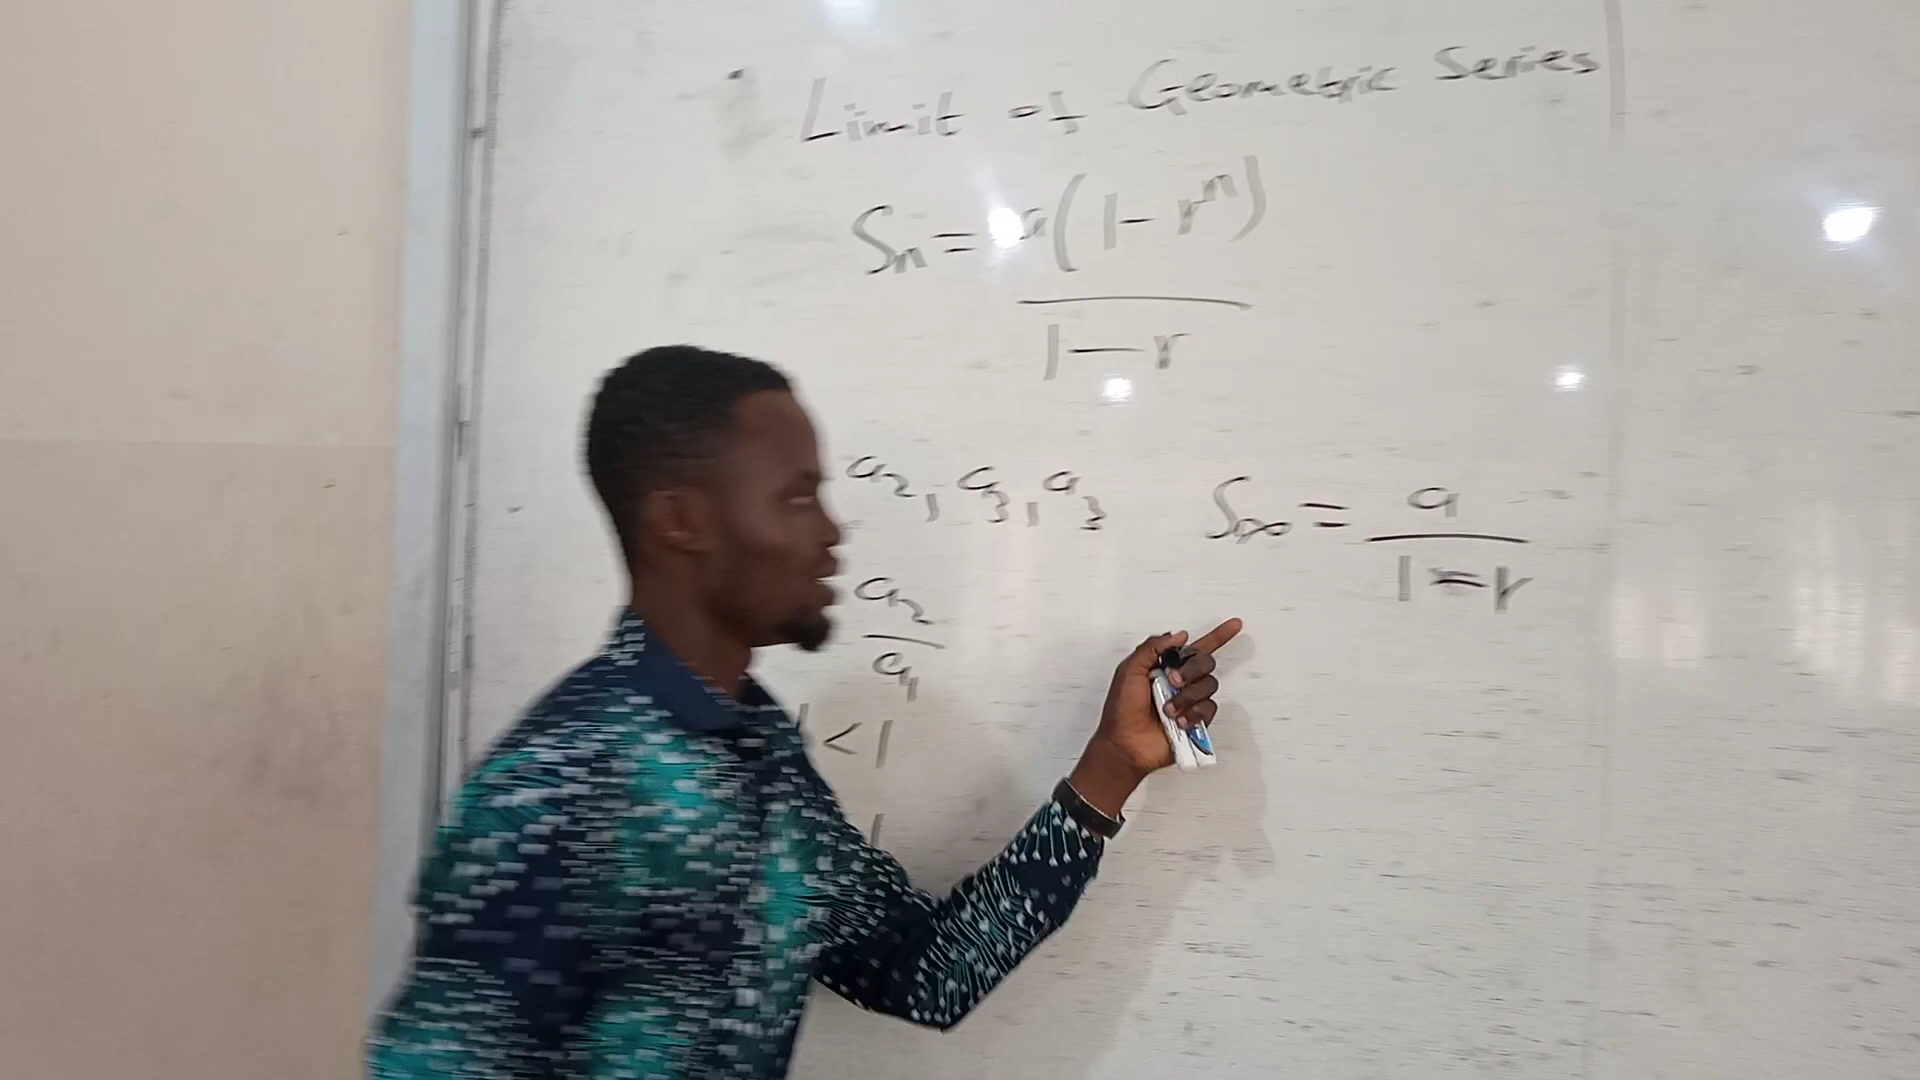 Limit of Geometric Series
Sn = a(1 - r^n)
1 - r
a2, a3, a3
S∞ = a
1 - r
a2
a1
< 1